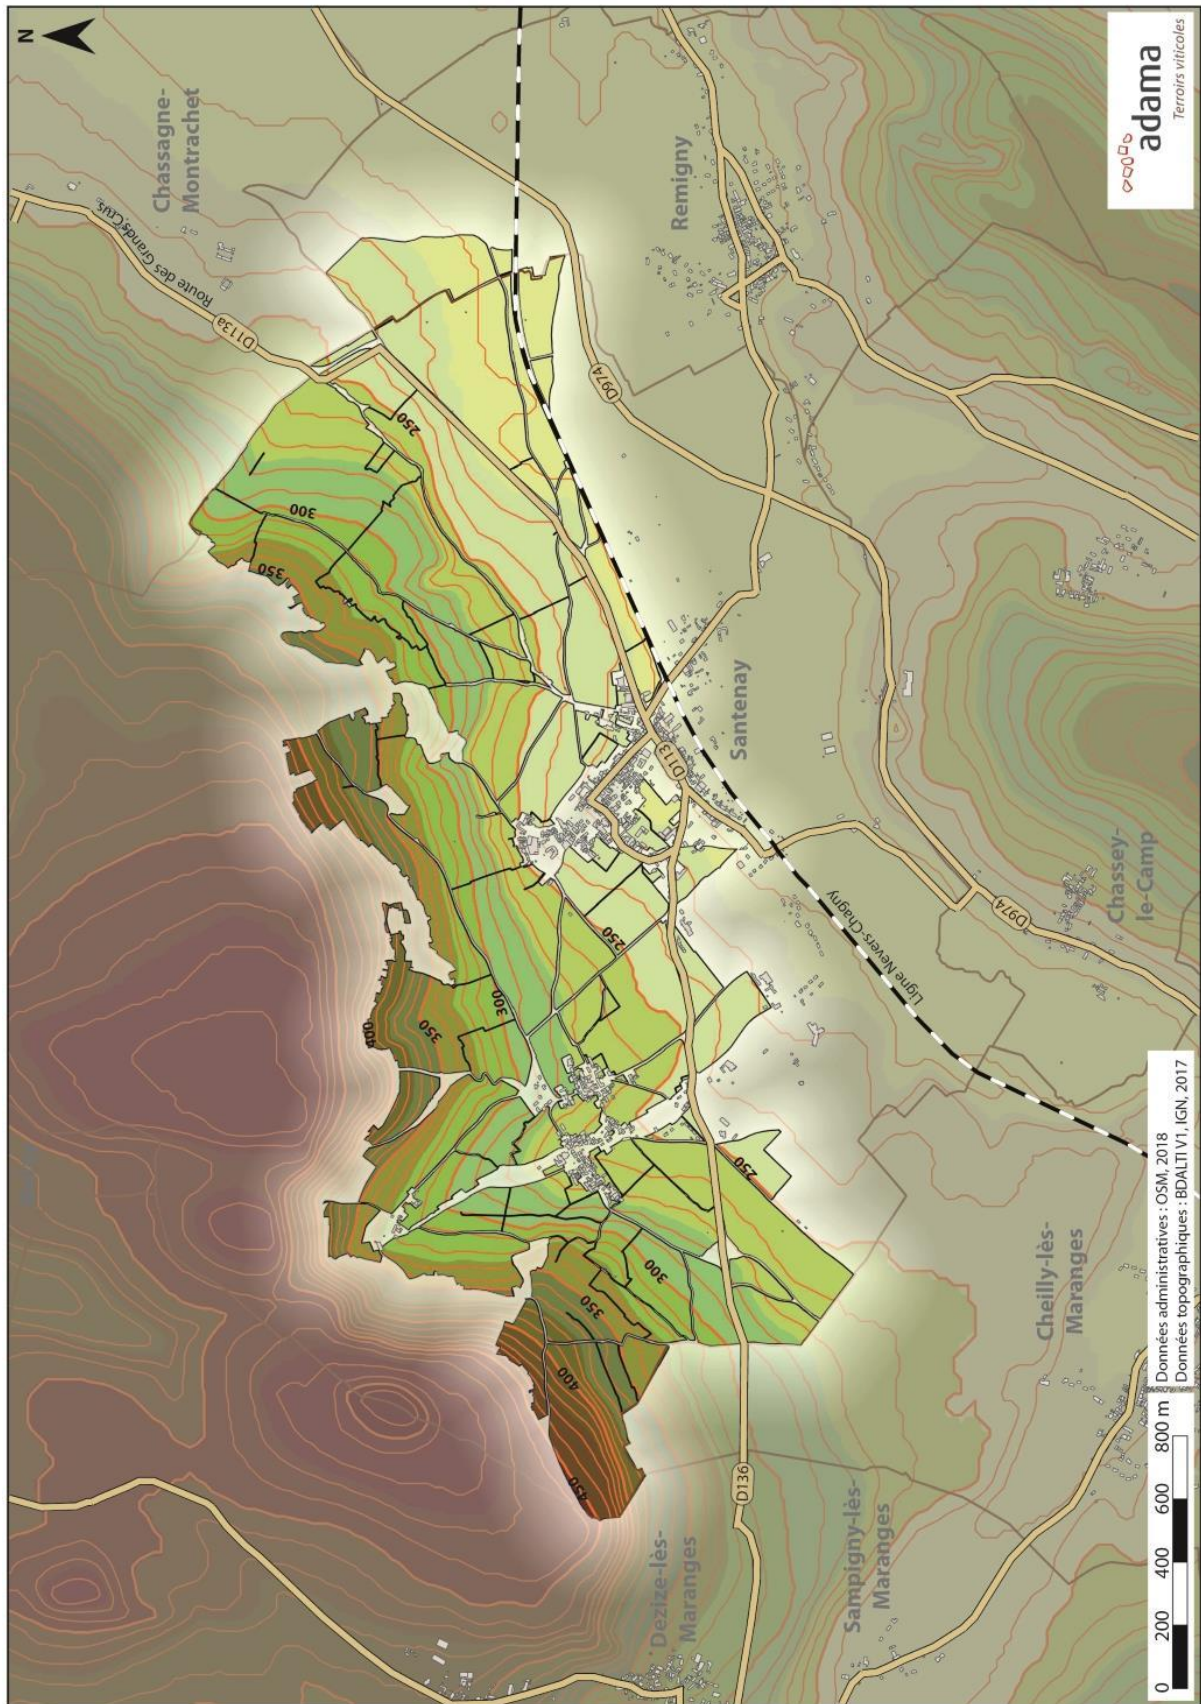 N
Chassagne-
Montrachet
Route des Grands Crus
D113a
Remigny
adama
Terroirs viticoles
D974
250
300
350
Santenay
D113
250
300
350
400
Ligne Nevers-Chagny
D974
Chassey-
le-Camp
250
300
350
400
450
D136
Dezize-lès-
Maranges
Sampigny-lès-
Maranges
Cheilly-lès-
Maranges
0 200 400 600 800 m
Données administratives : OSM, 2018
Données topographiques : BDALTI V1, IGN, 2017